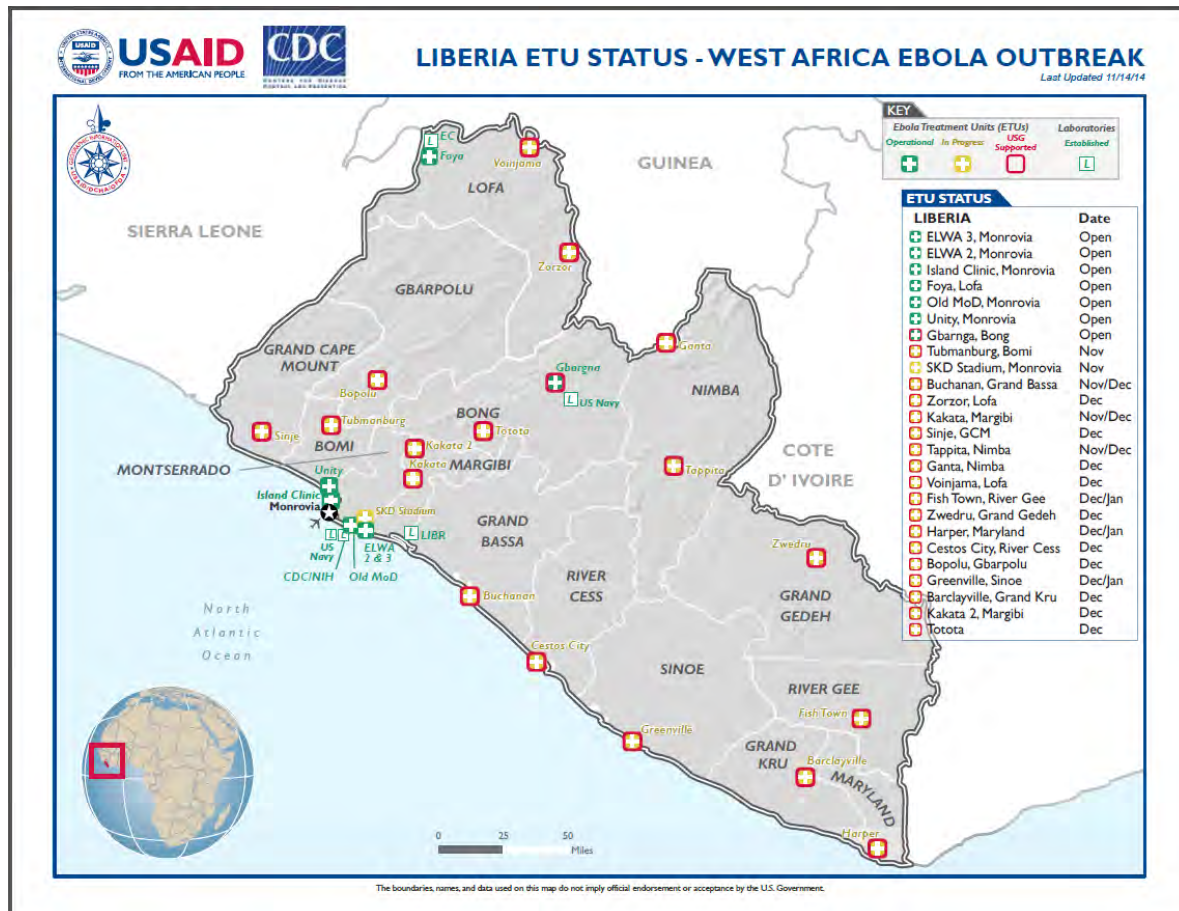 USAID
FROM THE AMERICAN PEOPLE
CDC
CENTERS FOR DISEASE
CONTROL AND PREVENTION
LIBERIA ETU STATUS - WEST AFRICA EBOLA OUTBREAK
Last Updated 11/14/14
KEY
Ebola Treatment Units (ETUs)
Laboratories
Operational
In Progress
USG
Supported
Established
L
ETU STATUS
LIBERIA Date
ELWA 3, Monrovia Open
ELWA 2, Monrovia Open
Island Clinic, Monrovia Open
Foya, Lofa Open
Old MoD, Monrovia Open
Unity, Monrovia Open
Gbarnga, Bong Open
Tubmanburg, Bomi Nov
SKD Stadium, Monrovia Nov
Buchanan, Grand Bassa Nov/Dec
Zorzor, Lofa Dec
Kakata, Margibi Nov/Dec
Sinje, GCM Dec
Tappita, Nimba Nov/Dec
Ganta, Nimba Dec
Voinjama, Lofa Dec
Fish Town, River Gee Dec/Jan
Zwedru, Grand Gedeh Dec
Harper, Maryland Dec/Jan
Cestos City, River Cess Dec
Bopolu, Gbarpolu Dec
Greenville, Sinoe Dec/Jan
Barclayville, Grand Kru Dec
Kakata 2, Margibi Dec
Totota Dec
L EC
Foya
Voinjama
GUINEA
LOFA
SIERRA LEONE
Zorzor
GBARPOLU
Ganta
GRAND CAPE
MOUNT
Bopolu
Gbargna
L US Navy
NIMBA
BONG
Tubmanburg
Totota
Sinje
BOMI
Kakata 2
MONTSERRADO
MARGIBI
Kakata
Tappita
COTE
D' IVOIRE
Unity
Island Clinic
Monrovia
SKD Stadium
GRAND
BASSA
L
L
L LIBR
US
Navy
ELWA
2 & 3
CDC/NIH
Old MoD
Zwedru
RIVER
CESS
Buchanan
GRAND
GEDEH
North
Atlantic
Ocean
Cestos City
SINOE
RIVER GEE
Fish Town
Greenville
GRAND
KRU
Barclayville
MARYLAND
Harper
0 25 50
Miles
The boundaries, names, and data used on this map do not imply official endorsement or acceptance by the U.S. Government.